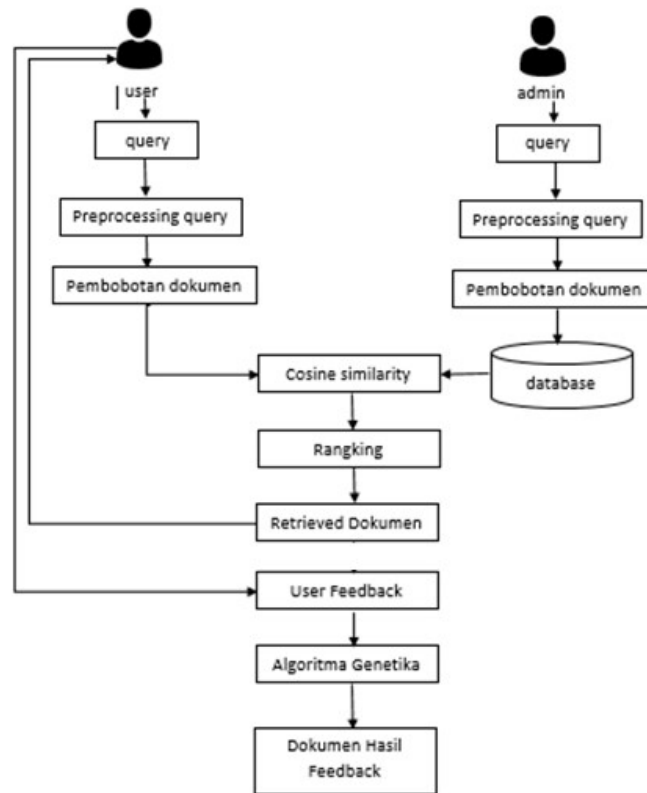 user
admin
query
query
Preprocessing query
Preprocessing query
Pembobotan dokumen
Pembobotan dokumen
Cosine similarity
database
Rangking
Retrieved Dokumen
User Feedback
Algoritma Genetika
Dokumen Hasil
Feedback